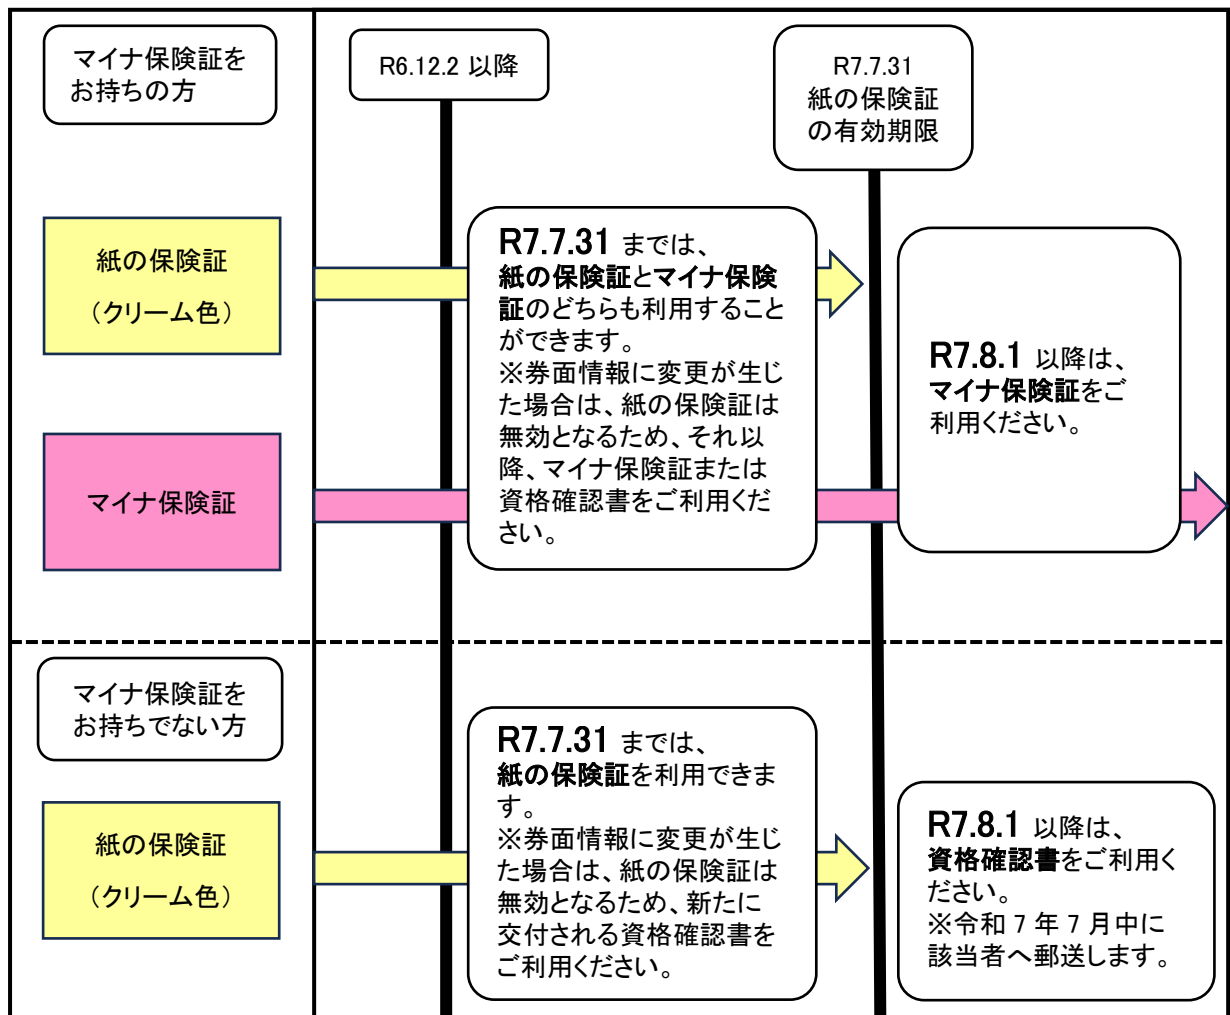 マイナ保険証を
お持ちの方
R6.12.2 以降
R7.7.31
紙の保険証
の有効期限
紙の保険証
（クリーム色）
R7.7.31 までは、
紙の保険証とマイナ保険
証のどちらも利用すること
ができます。
※券面情報に変更が生じ
た場合は、紙の保険証は
無効となるため、それ以
降、マイナ保険証または
資格確認書をご利用くだ
さい。
R7.8.1 以降は、
マイナ保険証をご
利用ください。
マイナ保険証
マイナ保険証を
お持ちでない方
紙の保険証
（クリーム色）
R7.7.31 までは、
紙の保険証を利用できま
す。
※券面情報に変更が生じ
た場合は、紙の保険証は
無効となるため、新たに
交付される資格確認書を
ご利用ください。
R7.8.1 以降は、
資格確認書をご利用く
ださい。
※令和 7 年 7 月中に
該当者へ郵送します。